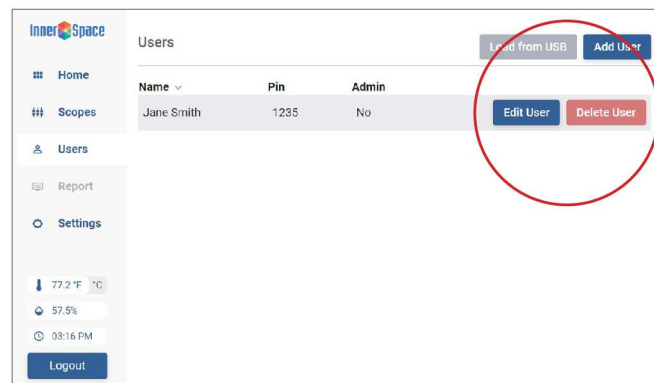 InnerSpace
Home
Scopes
Users
Report
Settings
77.2 °F °C
57.5%
03:16 PM
Logout
Users
Load from USB Add User
Name Pin Admin
Jane Smith 1235 No Edit User Delete User